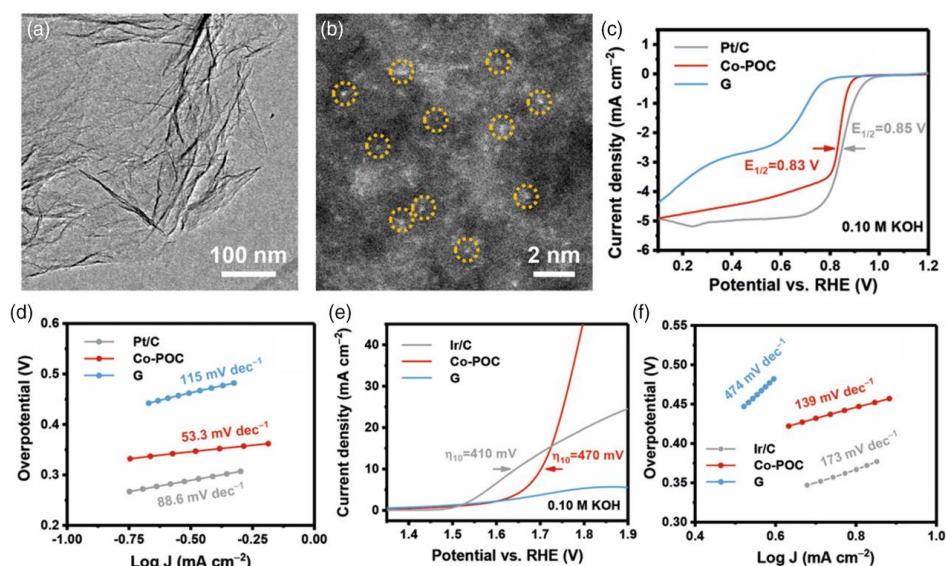 (a)
100 nm
(b)
2 nm
(c)
Pt/C
Co-POC
G
E1/2=0.85 V
E1/2=0.83 V
0.10 M KOH
1
0
-1
-2
-3
-4
-5
-6
0.2
0.4
0.6
0.8
1.0
1.2
Current density (mA cm−2)
Potential vs. RHE (V)
(d)
Pt/C
Co-POC
G
115 mV dec−1
53.3 mV dec−1
88.6 mV dec−1
0.6
0.5
0.4
0.3
0.2
-1.00
-0.75
-0.50
-0.25
0.00
Overpotential (V)
Log J (mA cm−2)
(e)
Ir/C
Co-POC
G
η10=410 mV
η10=470 mV
0.10 M KOH
40
30
20
10
0
1.4
1.5
1.6
1.7
1.8
1.9
Current density (mA cm−2)
Potential vs. RHE (V)
(f)
474 mV dec−1
139 mV dec−1
173 mV dec−1
Ir/C
Co-POC
G
0.55
0.50
0.45
0.40
0.35
0.30
0.4
0.6
0.8
1.0
Overpotential (V)
Log J (mA cm−2)